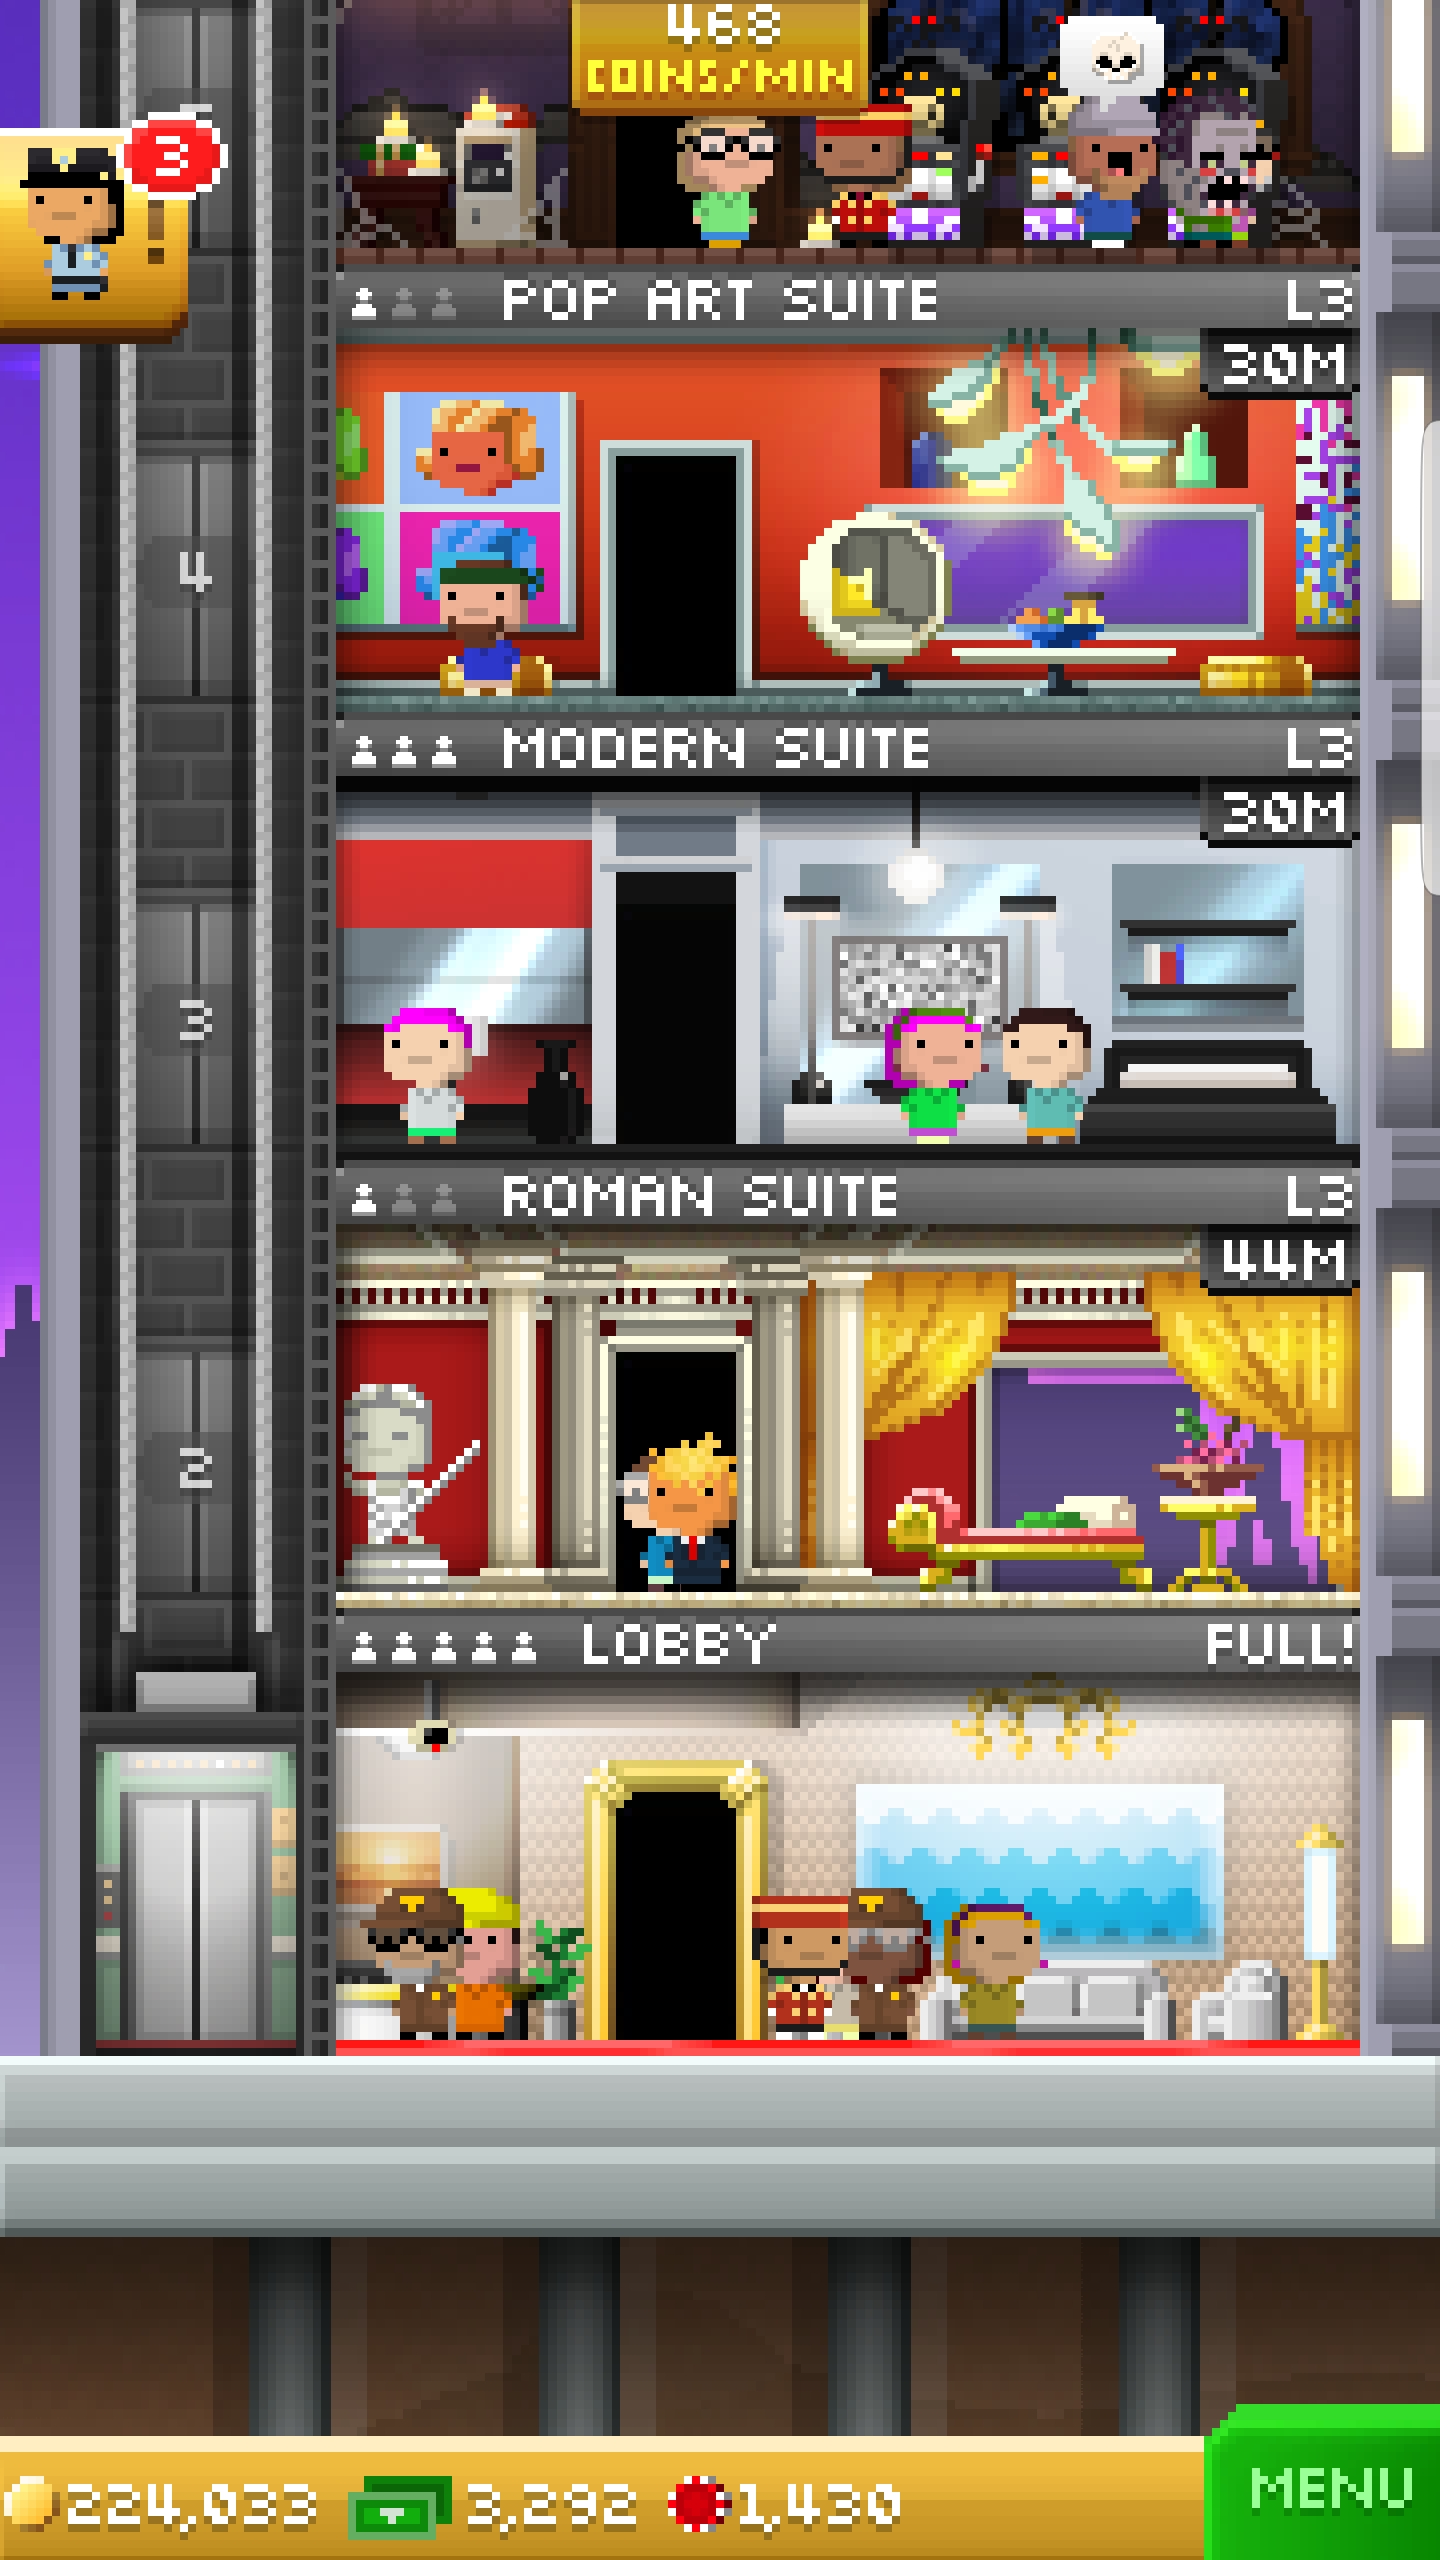 468
COINS/MIN
3
!
POP ART SUITE L3
30M
4
MODERN SUITE L3
30M
3
ROMAN SUITE L3
44M
2
LOBBY FULL!
224,033 3,292 1,430
MENU